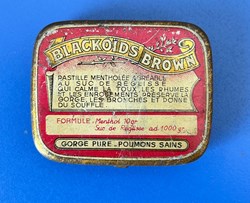 BLACKOÏDS BROWN
PASTILLE MENTHOLÉE
AU SUC DE RÉGLISSE
QUI CALME LA TOUX LES RHUMES
ET LES ENROUEMENTS, PRÉSERVE LA
GORGE, LES BRONCHES ET DONNE
DU SOUFFLE
FORMULE: Menthol 10gr
Suc de Réglisse ad 1000 gr
GORGE PURE - POUMONS SAINS